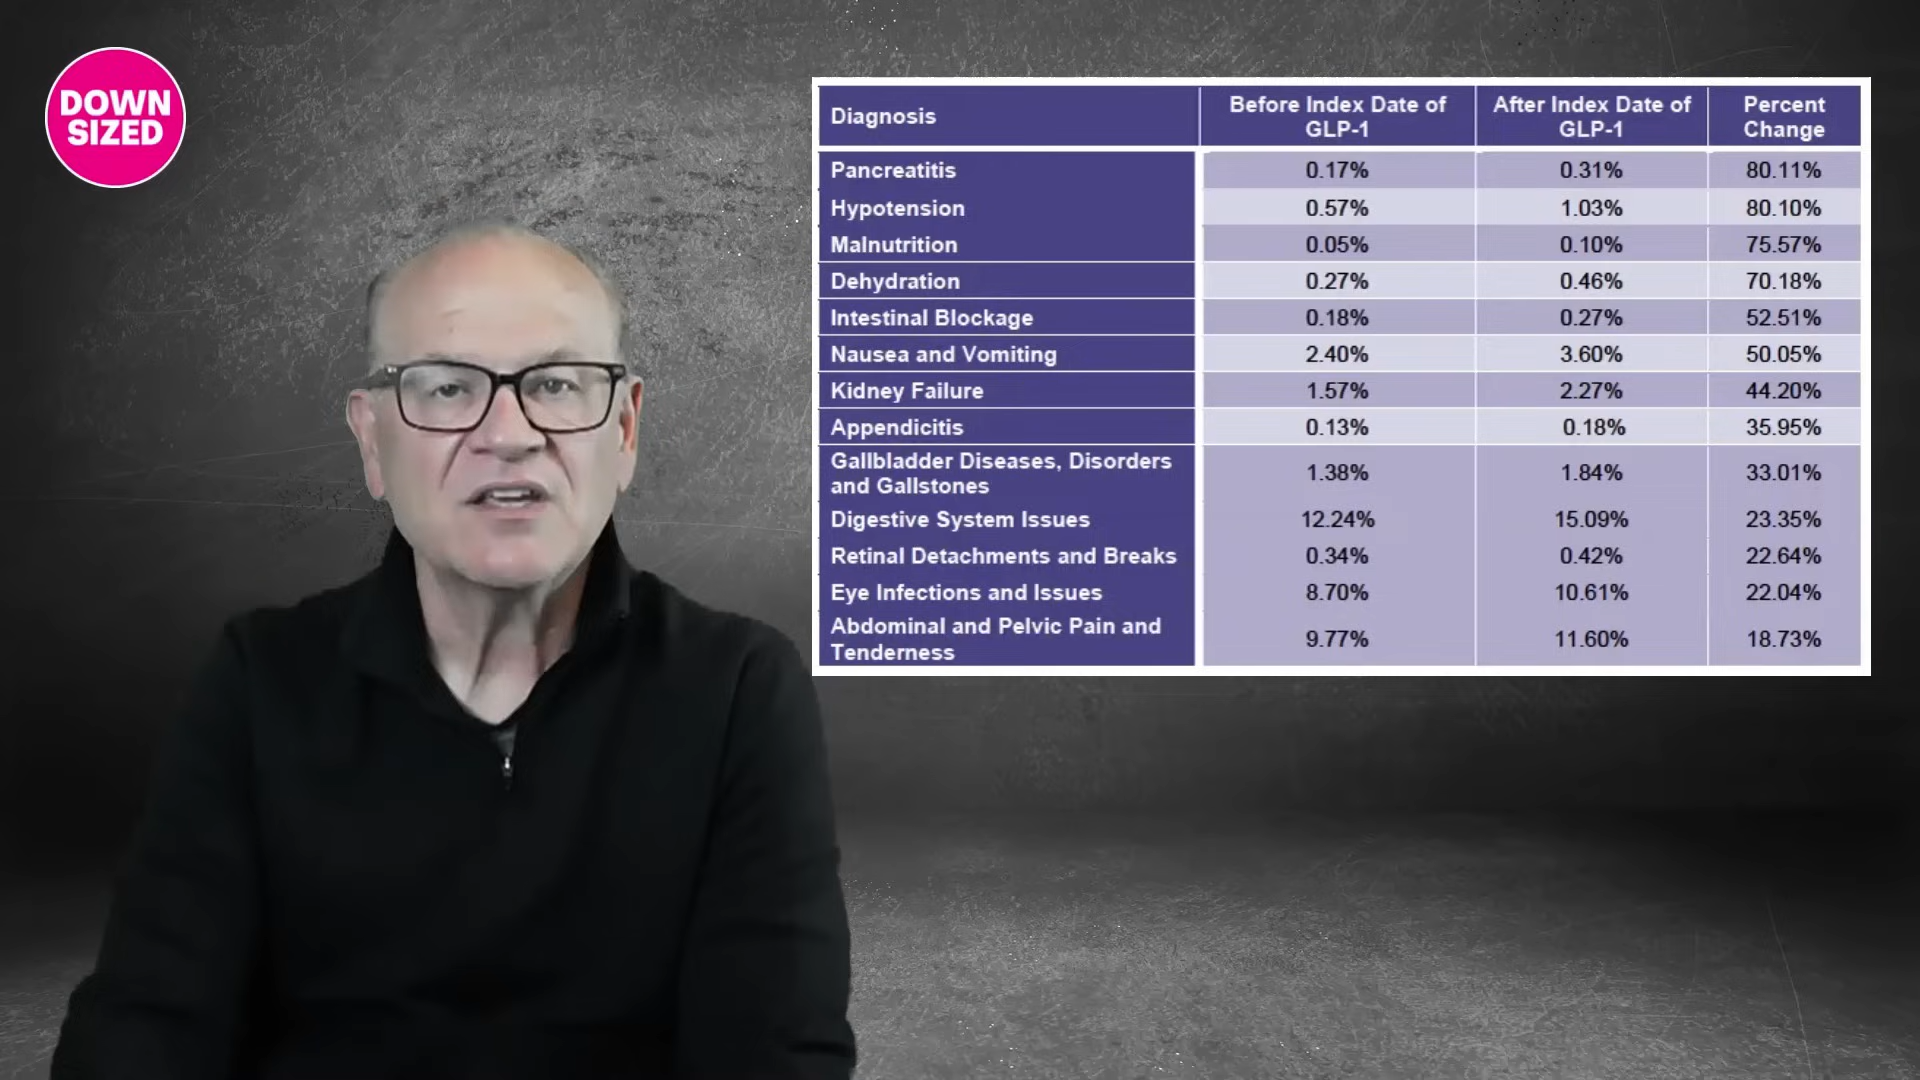 DOWN
SIZED
Diagnosis
Before Index Date of
GLP-1
After Index Date of
GLP-1
Percent
Change
Pancreatitis 0.17% 0.31% 80.11%
Hypotension 0.57% 1.03% 80.10%
Malnutrition 0.05% 0.10% 75.57%
Dehydration 0.27% 0.46% 70.18%
Intestinal Blockage 0.18% 0.27% 52.51%
Nausea and Vomiting 2.40% 3.60% 50.05%
Kidney Failure 1.57% 2.27% 44.20%
Appendicitis 0.13% 0.18% 35.95%
Gallbladder Diseases, Disorders
and Gallstones 1.38% 1.84% 33.01%
Digestive System Issues 12.24% 15.09% 23.35%
Retinal Detachments and Breaks 0.34% 0.42% 22.64%
Eye Infections and Issues 8.70% 10.61% 22.04%
Abdominal and Pelvic Pain and
Tenderness 9.77% 11.60% 18.73%